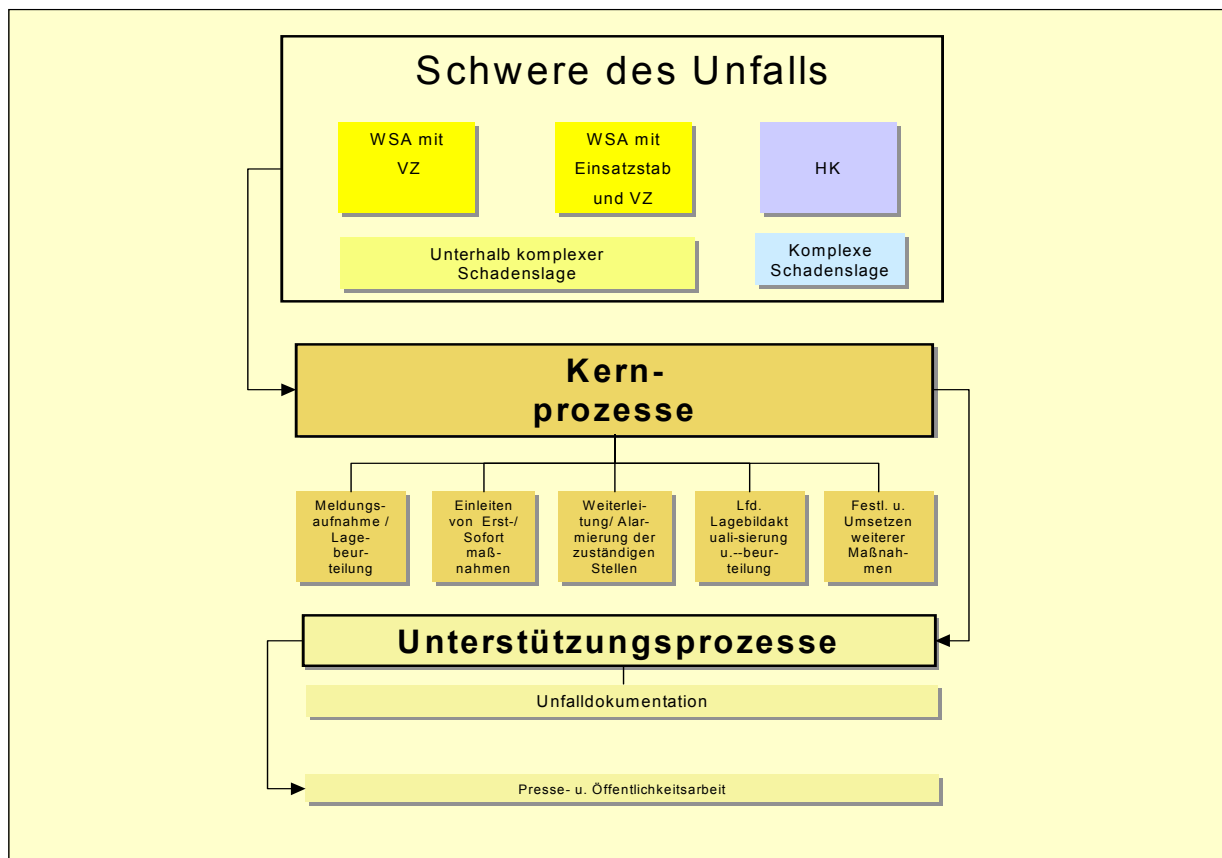 Schwere des Unfalls
WSA mit
VZ
WSA mit
Einsatzstab
und VZ
HK
Unterhalb komplexer
Schadenslage
Komplexe
Schadenslage
Kern-
prozesse
Meldungs-
aufnahme /
Lage-
beur-
teilung
Einleiten
von Erst-/
Sofort
maß-
nahmen
Weiterlei-
tung/ Alar-
mierung der
zuständigen
Stellen
Lfd.
Lagebildakt
uali-sierung
u.--beur-
teilung
Festl. u.
Umsetzen
weiterer
Maßnah-
men
Unterstützungsprozesse
Unfalldokumentation
Presse- u. Öffentlichkeitsarbeit